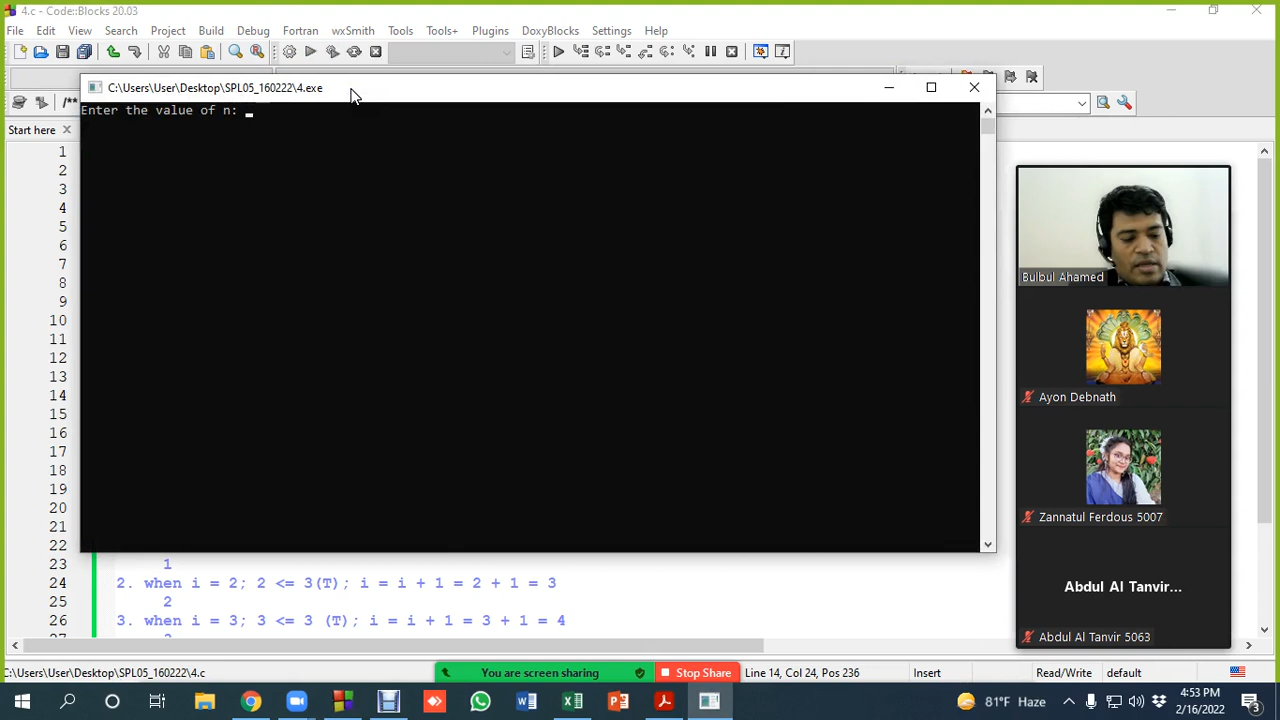 4.c - Code::Blocks 20.03
File Edit View Search Project Build Debug Fortran wxSmith Tools Tools+ Plugins DoxyBlocks Settings Help
C:\Users\User\Desktop\SPL05_160222\4.exe
/**
Enter the value of n:
Start here
1
2
3
4
5
6
7
8
9
10
11
12
13
14
15
16
17
18
19
20
21
22
23 1
24 2. when i = 2; 2 <= 3(T); i = i + 1 = 2 + 1 = 3
25 2
26 3. when i = 3; 3 <= 3 (T); i = i + 1 = 3 + 1 = 4
Bulbul Ahamed
Ayon Debnath
Zannatul Ferdous 5007
Abdul Al Tanvir...
Abdul Al Tanvir 5063
C:\Users\User\Desktop\SPL05_160222\4.c
You are screen sharing
Stop Share
Line 14, Col 24, Pos 236
Insert
Read/Write
default
81°F Haze
4:53 PM
2/16/2022
3